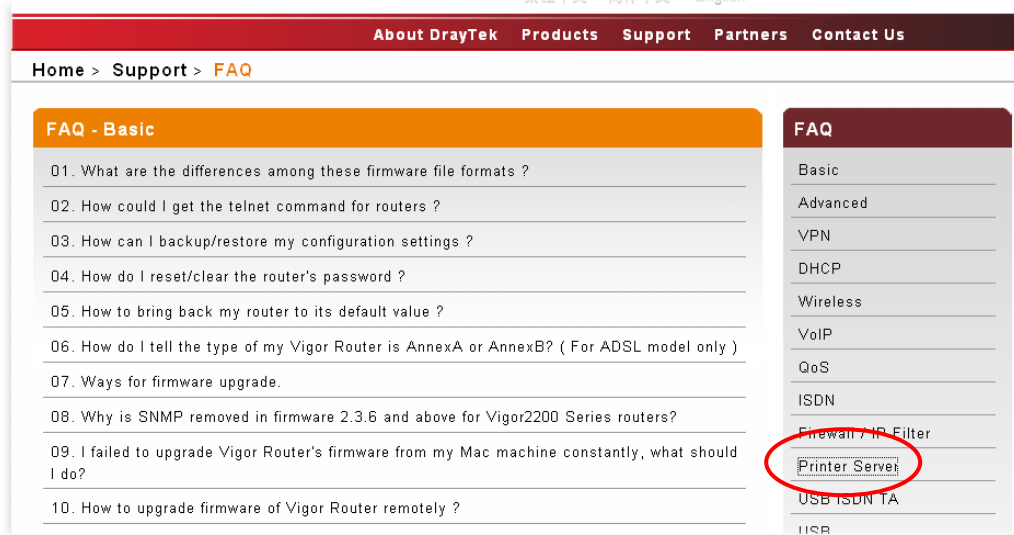 About DrayTek Products Support Partners Contact Us
Home > Support > FAQ
FAQ - Basic
01. What are the differences among these firmware file formats ?
02. How could I get the telnet command for routers ?
03. How can I backup/restore my configuration settings ?
04. How do I reset/clear the router's password ?
05. How to bring back my router to its default value ?
06. How do I tell the type of my Vigor Router is AnnexA or AnnexB? ( For ADSL model only )
07. Ways for firmware upgrade.
08. Why is SNMP removed in firmware 2.3.6 and above for Vigor2200 Series routers?
09. I failed to upgrade Vigor Router's firmware from my Mac machine constantly, what should
I do?
10. How to upgrade firmware of Vigor Router remotely ?
FAQ
Basic
Advanced
VPN
DHCP
Wireless
VoIP
QoS
ISDN
Firewall / IP Filter
Printer Server
USB ISDN TA
USB